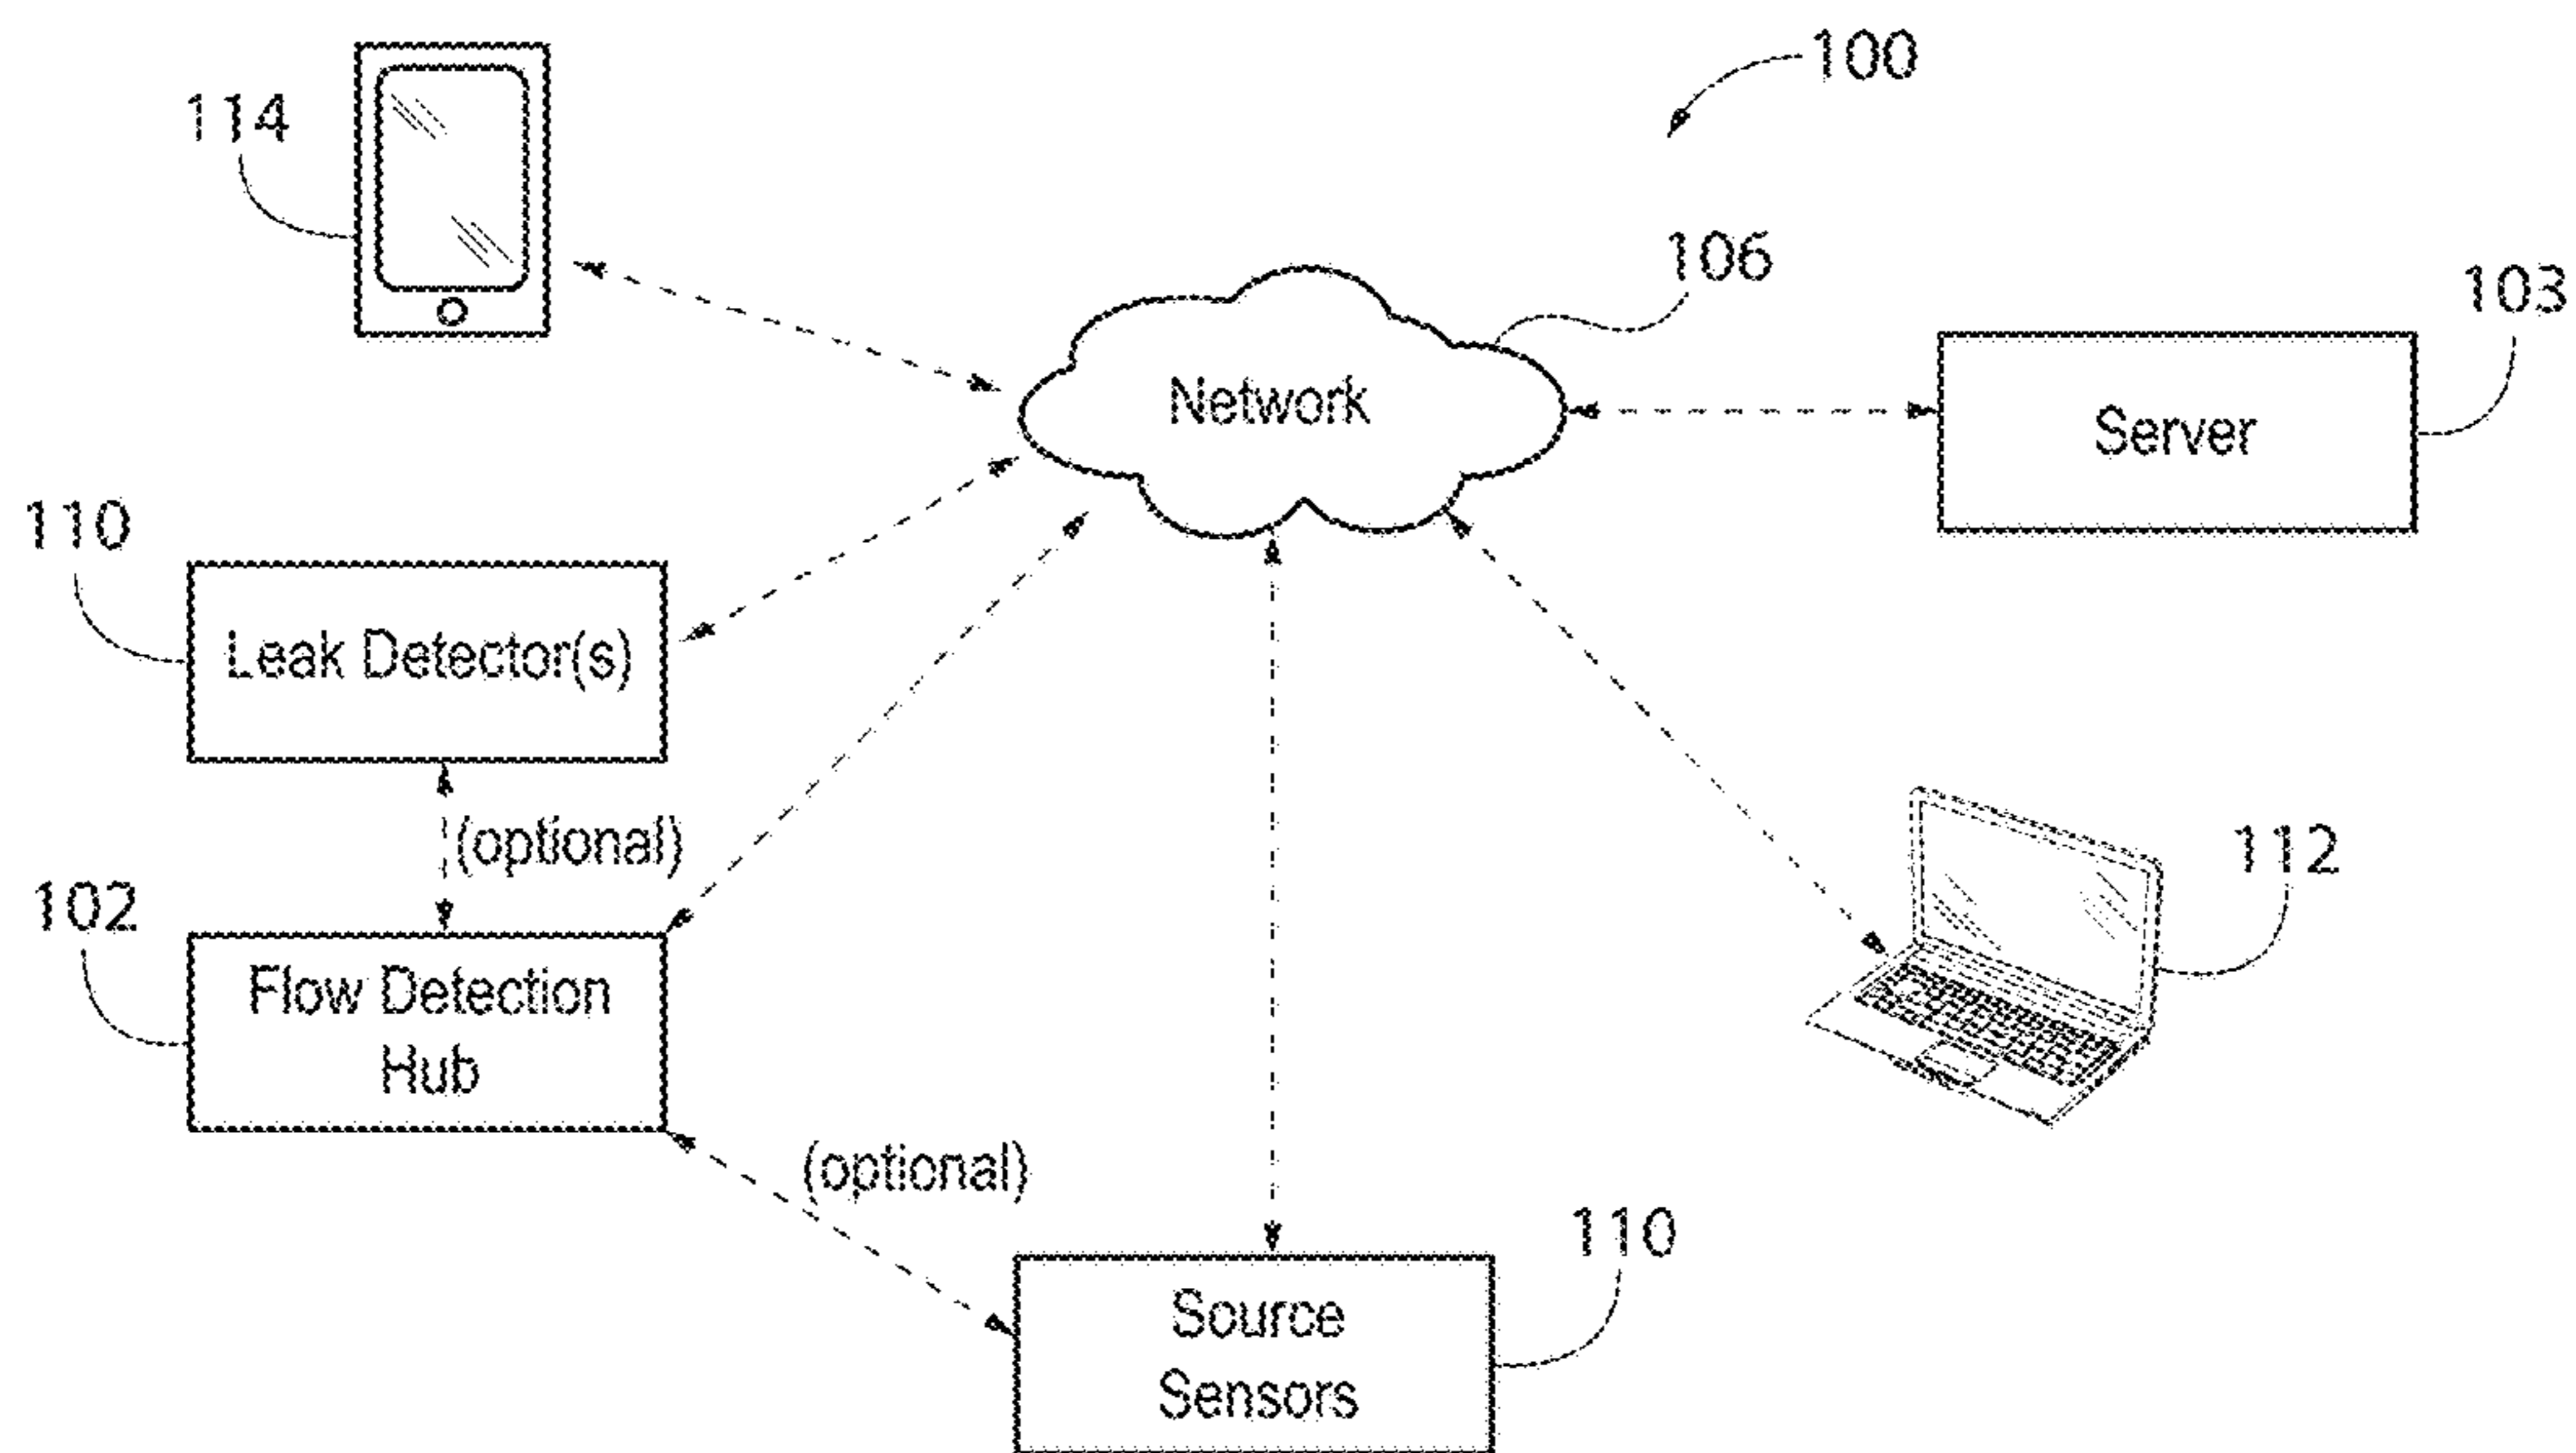 100
114
106
103
Network
Server
110
Leak Detector(s)
(optional)
102
112
Flow Detection
Hub
(optional)
110
Source
Sensors